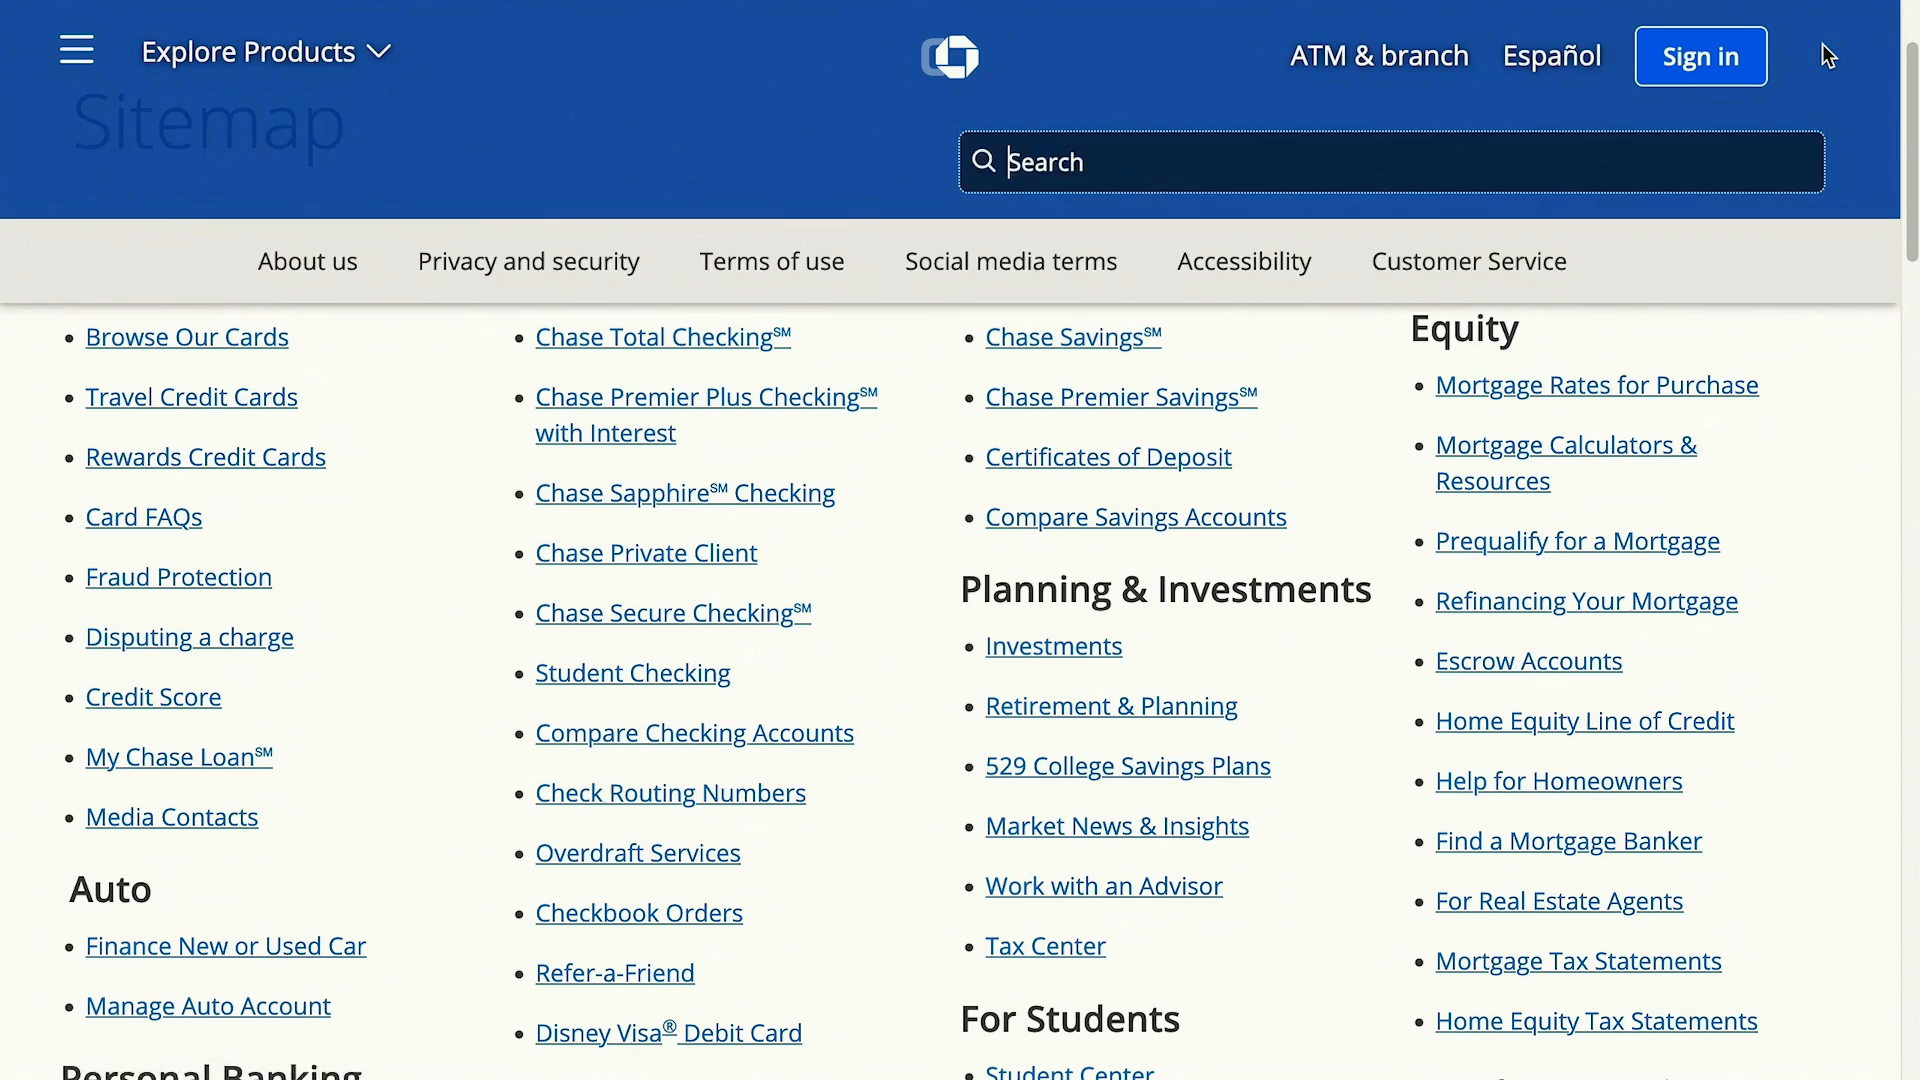 Explore Products
ATM & branch
Español
Sign in
Sitemap
Search
About us
Privacy and security
Terms of use
Social media terms
Accessibility
Customer Service
Browse Our Cards
Travel Credit Cards
Rewards Credit Cards
Card FAQs
Fraud Protection
Disputing a charge
Credit Score
My Chase Loan℠
Media Contacts
Auto
Finance New or Used Car
Manage Auto Account
Personal Banking
Chase Total Checking℠
Chase Premier Plus Checking℠
with Interest
Chase Sapphire℠ Checking
Chase Private Client
Chase Secure Checking℠
Student Checking
Compare Checking Accounts
Check Routing Numbers
Overdraft Services
Checkbook Orders
Refer-a-Friend
Disney Visa® Debit Card
Chase Savings℠
Chase Premier Savings℠
Certificates of Deposit
Compare Savings Accounts
Planning & Investments
Investments
Retirement & Planning
529 College Savings Plans
Market News & Insights
Work with an Advisor
Tax Center
For Students
Student Center
Equity
Mortgage Rates for Purchase
Mortgage Calculators &
Resources
Prequalify for a Mortgage
Refinancing Your Mortgage
Escrow Accounts
Home Equity Line of Credit
Help for Homeowners
Find a Mortgage Banker
For Real Estate Agents
Mortgage Tax Statements
Home Equity Tax Statements